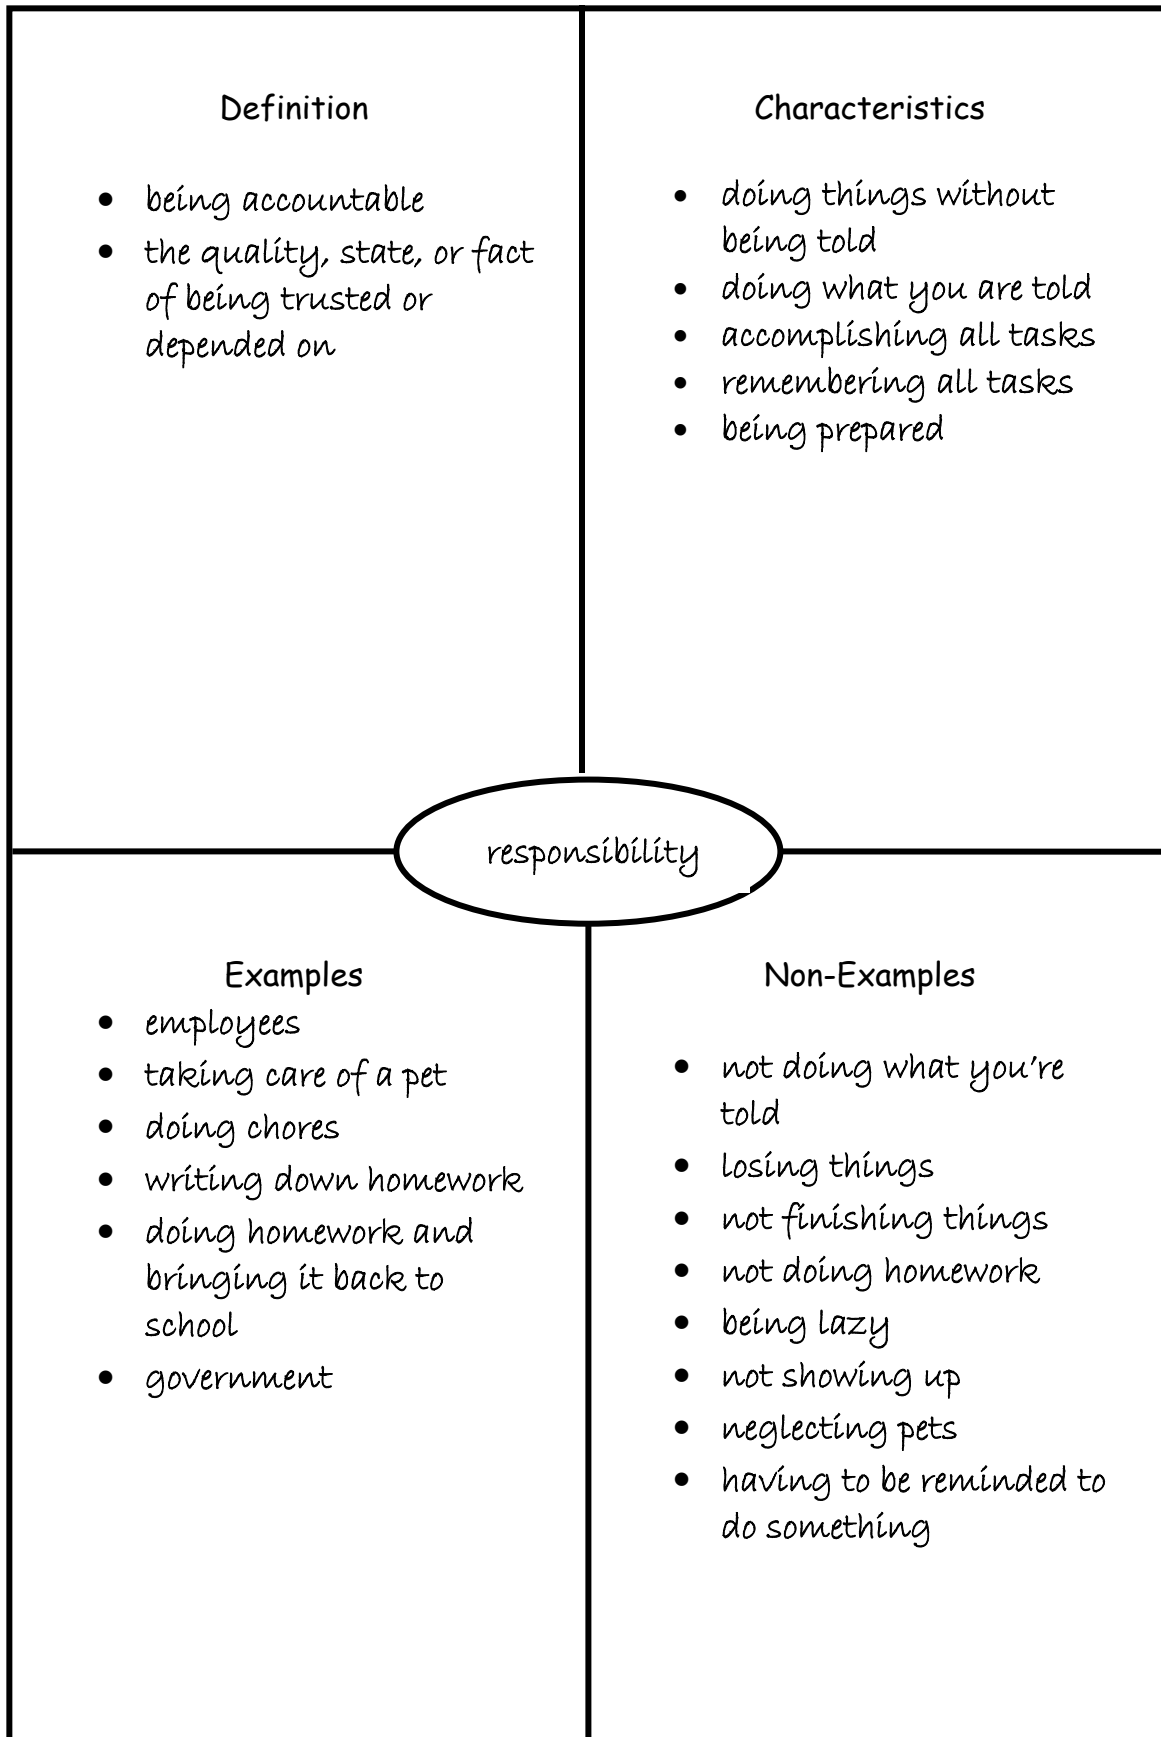 Definition
• being accountable
• the quality, state, or fact
of being trusted or
depended on
Characteristics
• doing things without
being told
• doing what you are told
• accomplishing all tasks
• remembering all tasks
• being prepared
responsibility
Examples
• employees
• taking care of a pet
• doing chores
• writing down homework
• doing homework and
bringing it back to
school
• government
Non-Examples
• not doing what you're
told
• losing things
• not finishing things
• not doing homework
• being lazy
• not showing up
• neglecting pets
• having to be reminded to
do something